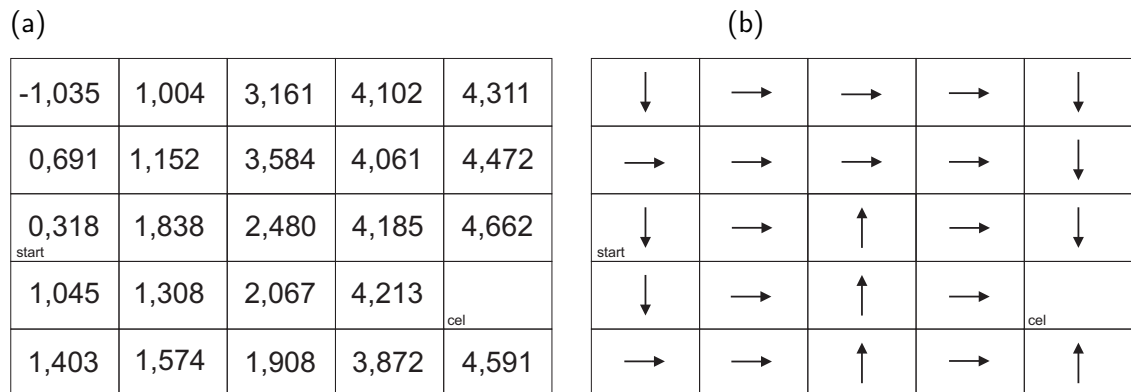 (a) (b)
-1,035 1,004 3,161 4,102 4,311
0,691 1,152 3,584 4,061 4,472
0,318 1,838 2,480 4,185 4,662
start start
1,045 1,308 2,067 4,213
cel cel
1,403 1,574 1,908 3,872 4,591